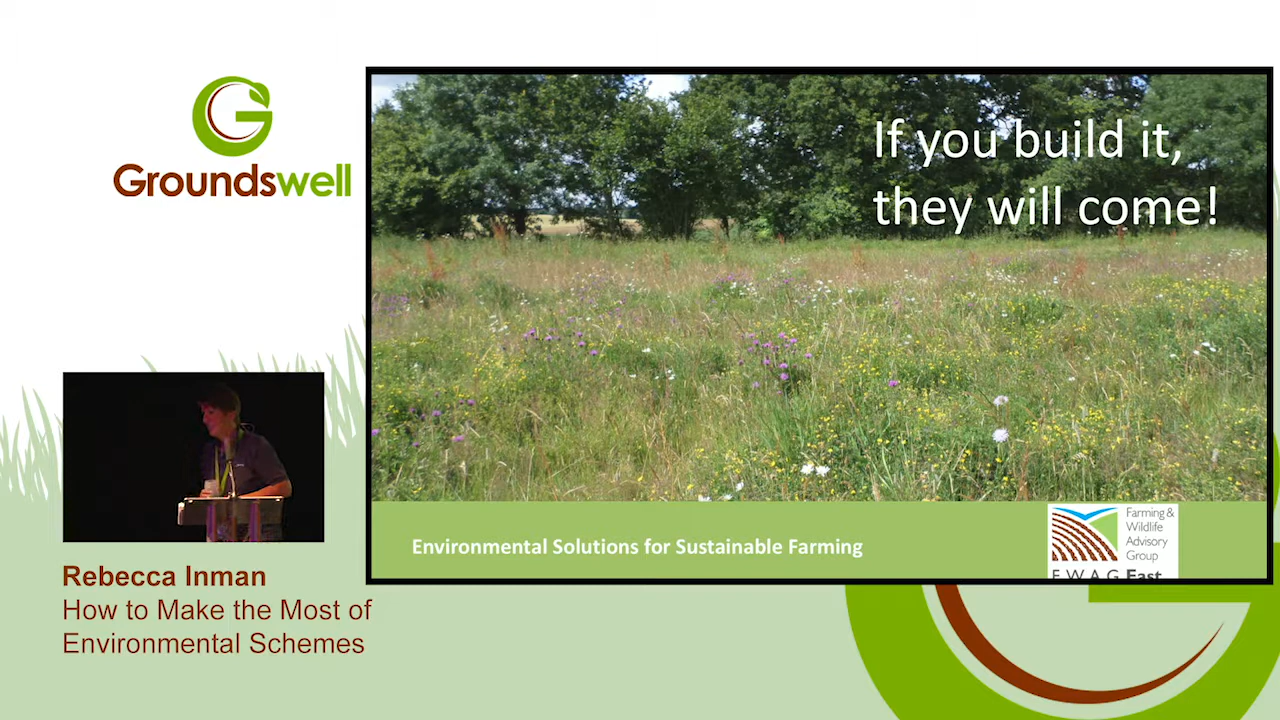 Groundswell
If you build it,
they will come!
Environmental Solutions for Sustainable Farming
Farming &
Wildlife
Advisory
Group
F.W.A.G. East
Rebecca Inman
How to Make the Most of
Environmental Schemes